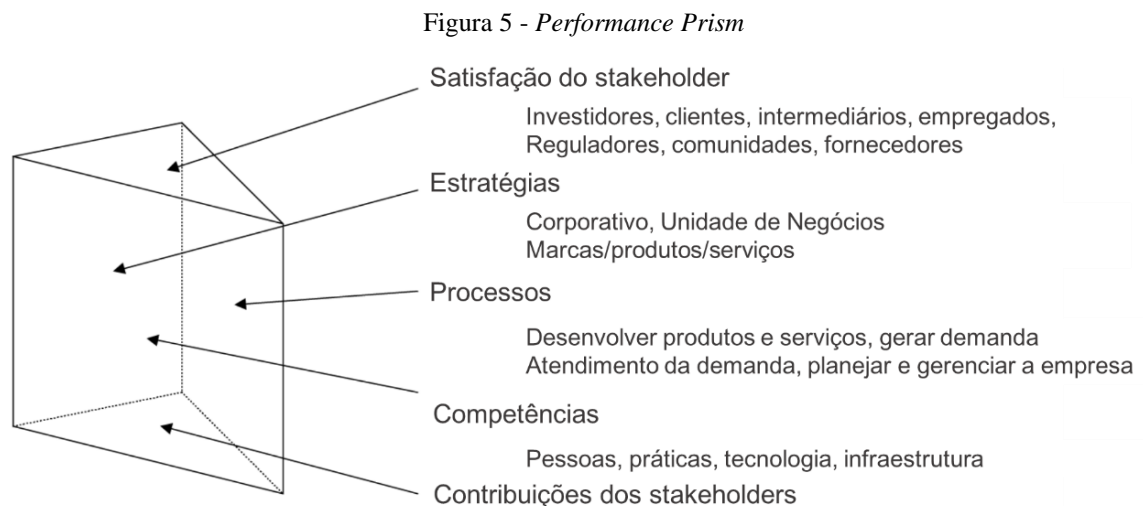 Figura 5 - Performance Prism
Satisfação do stakeholder
Investidores, clientes, intermediários, empregados,
Reguladores, comunidades, fornecedores
Estratégias
Corporativo, Unidade de Negócios
Marcas/produtos/serviços
Processos
Desenvolver produtos e serviços, gerar demanda
Atendimento da demanda, planejar e gerenciar a empresa
Competências
Pessoas, práticas, tecnologia, infraestrutura
Contribuições dos stakeholders